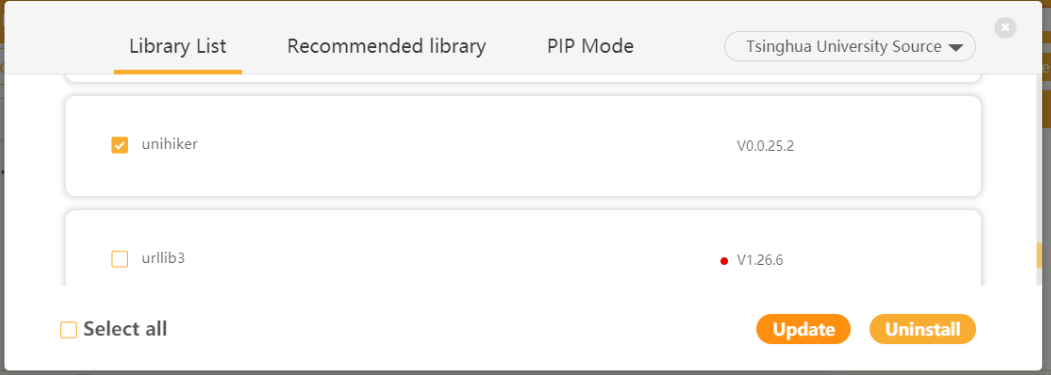 Library List Recommended library PIP Mode Tsinghua University Source
unihiker V0.0.25.2
urllib3 V1.26.6
Select all Update Uninstall